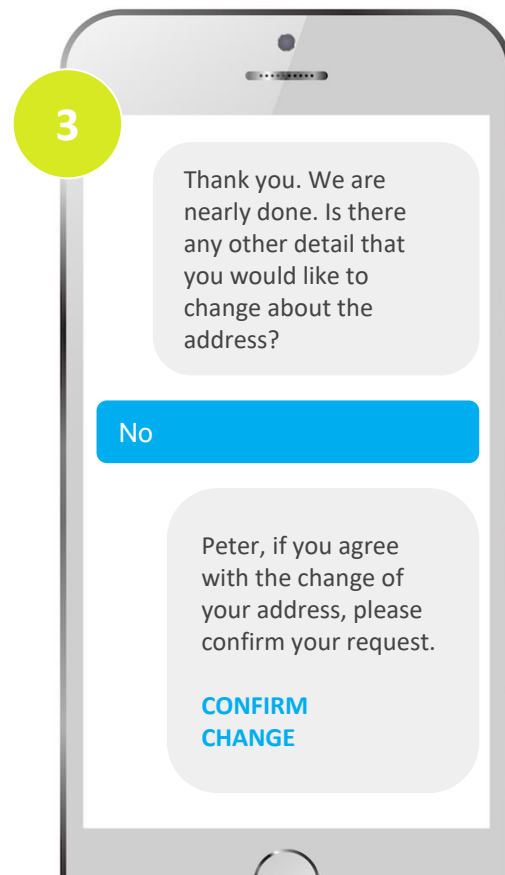 3
Thank you. We are
nearly done. Is there
any other detail that
you would like to
change about the
address?
No
Peter, if you agree
with the change of
your address, please
confirm your request.
CONFIRM
CHANGE